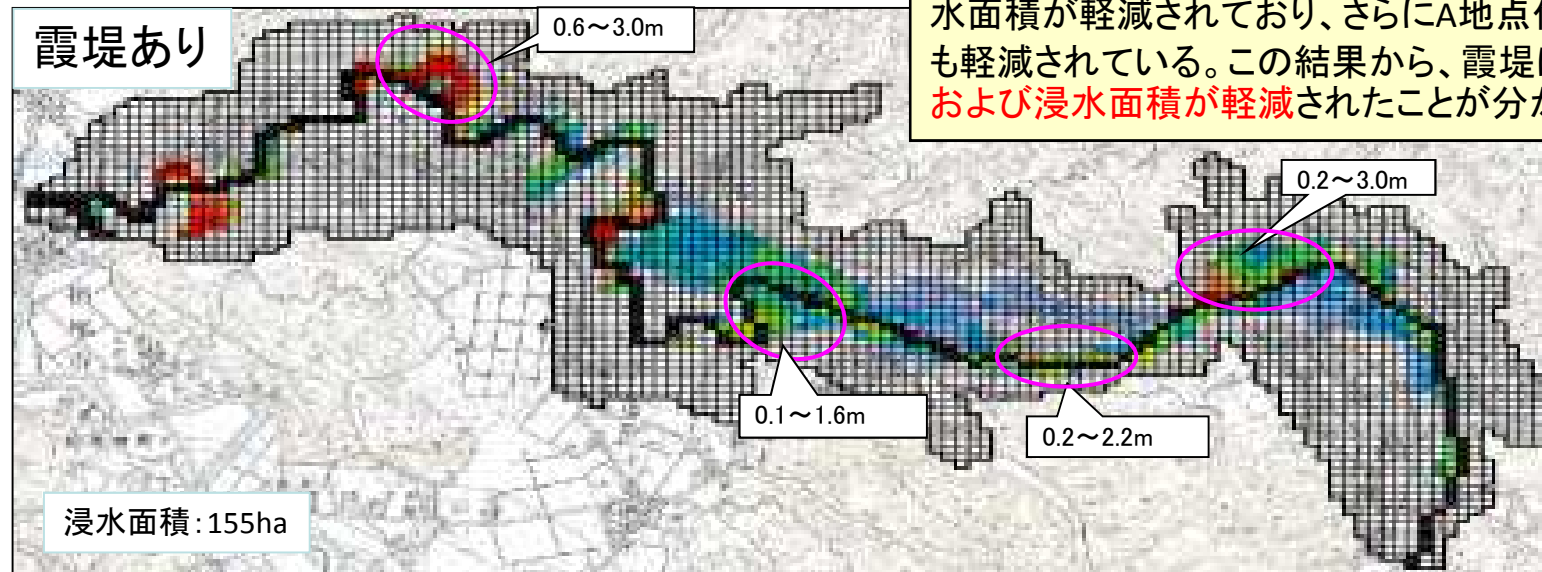 霞堤あり
0.6～3.0m
水面積が軽減されており、さらにA地点
も軽減されている。この結果から、霞堤
および浸水面積が軽減されたことが分か
0.2～3.0m
0.1～1.6m
0.2～2.2m
浸水面積：155ha